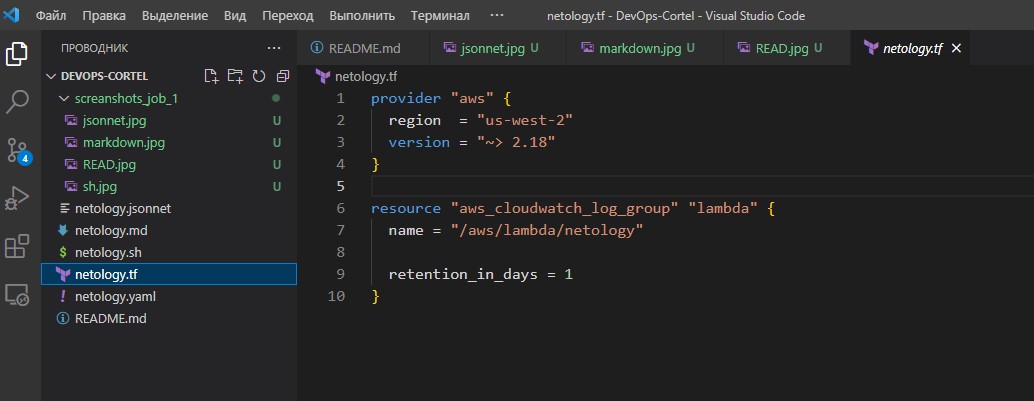 Файл Правка Выделение Вид Переход Выполнить Терминал ··· netology.tf - DevOps-Cortel - Visual Studio Code
ПРОВОДНИК ···
README.md jsonnet.jpg U markdown.jpg U READ.jpg U netology.tf
DEVOPS-CORTEL
screanshots_job_1
jsonnet.jpg U
markdown.jpg U
READ.jpg U
sh.jpg U
netology.jsonnet
netology.md
$ netology.sh
netology.tf
! netology.yaml
README.md
4
netology.tf
1 provider "aws" {
2 region  = "us-west-2"
3 version = "~> 2.18"
4 }
5
6 resource "aws_cloudwatch_log_group" "lambda" {
7 name = "/aws/lambda/netology"
8
9 retention_in_days = 1
10 }